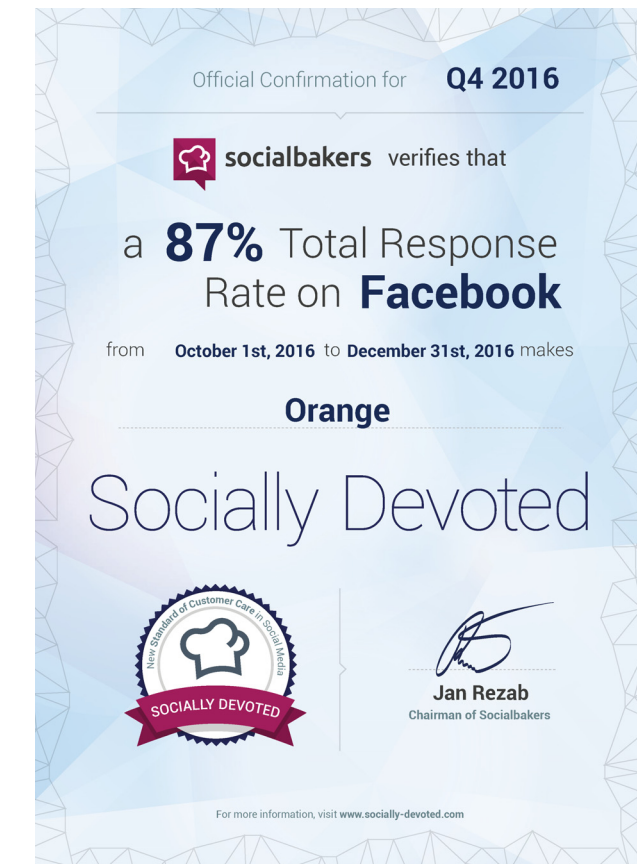 Official Confirmation for Q4 2016
socialbakers verifies that
a 87% Total Response
Rate on Facebook
from October 1st, 2016 to December 31st, 2016 makes
Orange
Socially Devoted
New Standard of Customer Care in Social Media
SOCIALLY DEVOTED
Jan Rezab
Chairman of Socialbakers
For more information, visit www.socially-devoted.com